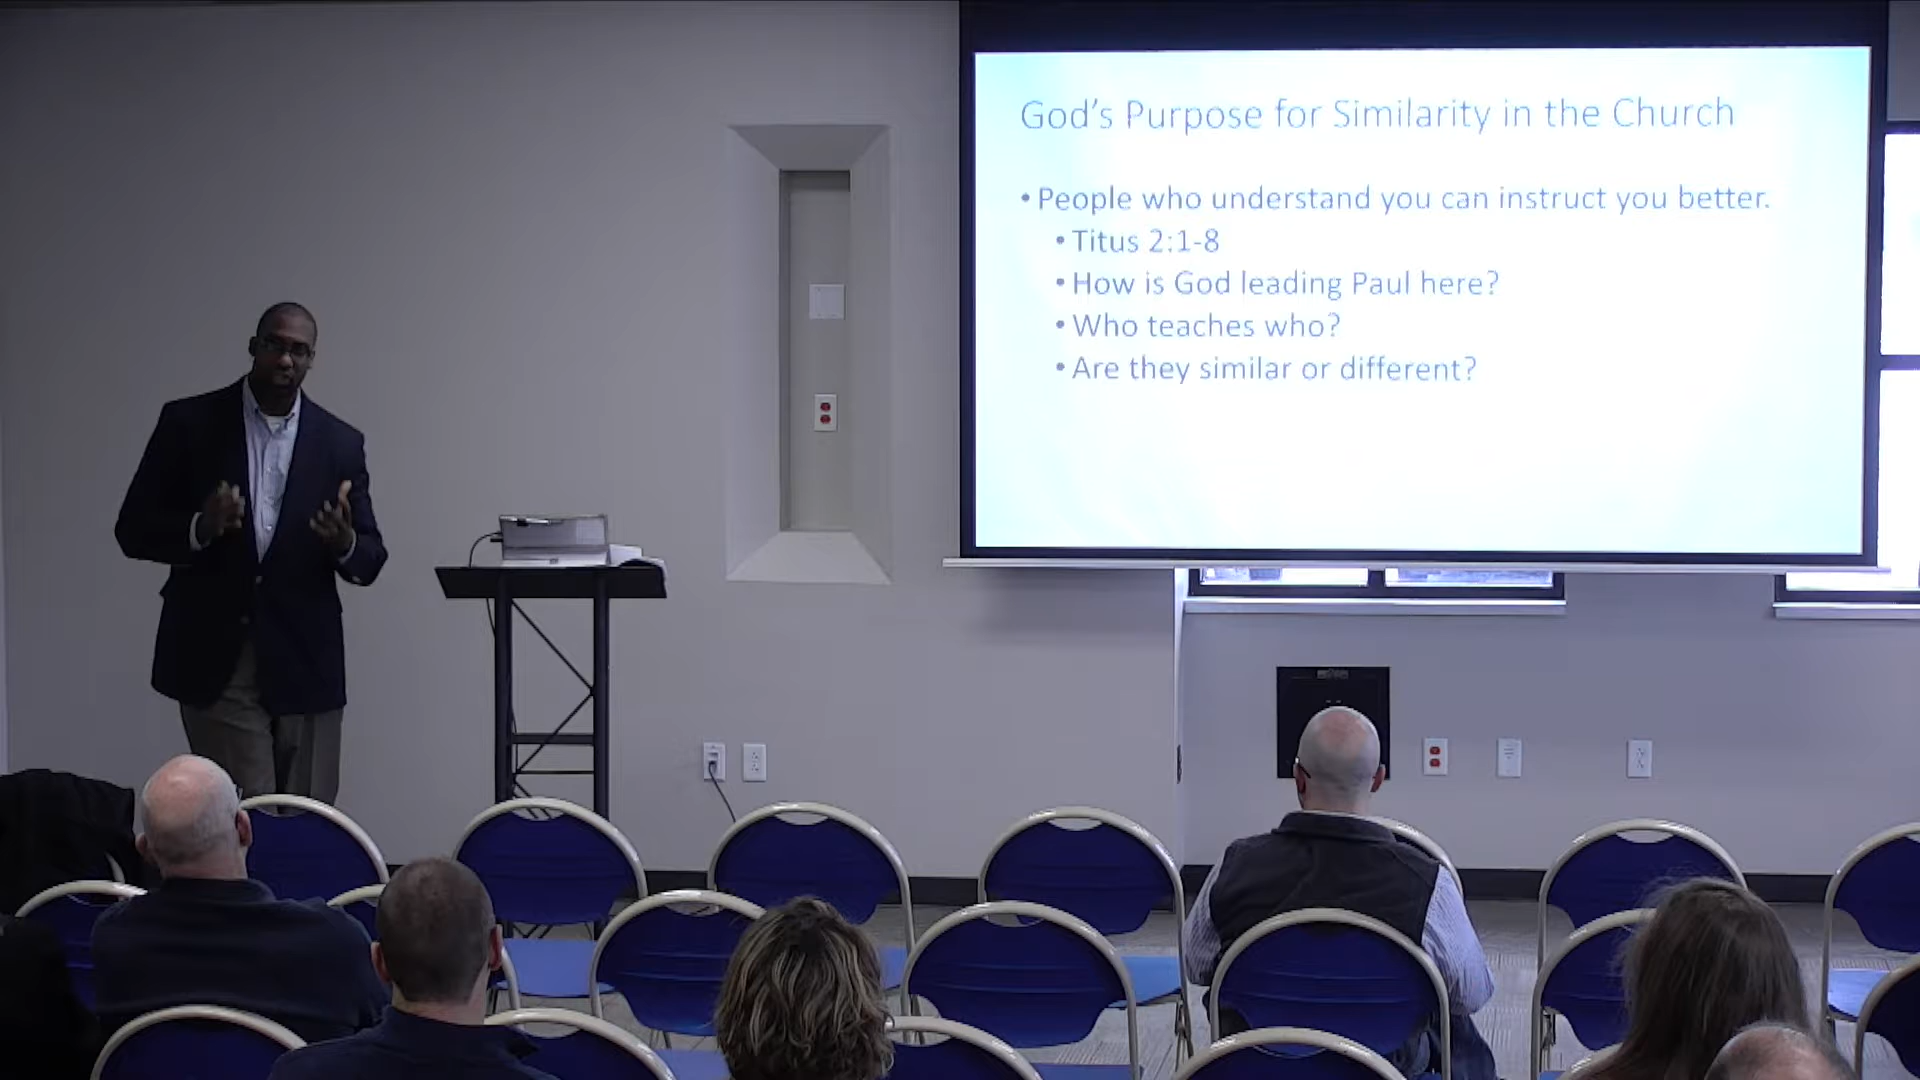 God's Purpose for Similarity in the Church
• People who understand you can instruct you better.
• Titus 2:1-8
• How is God leading Paul here?
• Who teaches who?
• Are they similar or different?